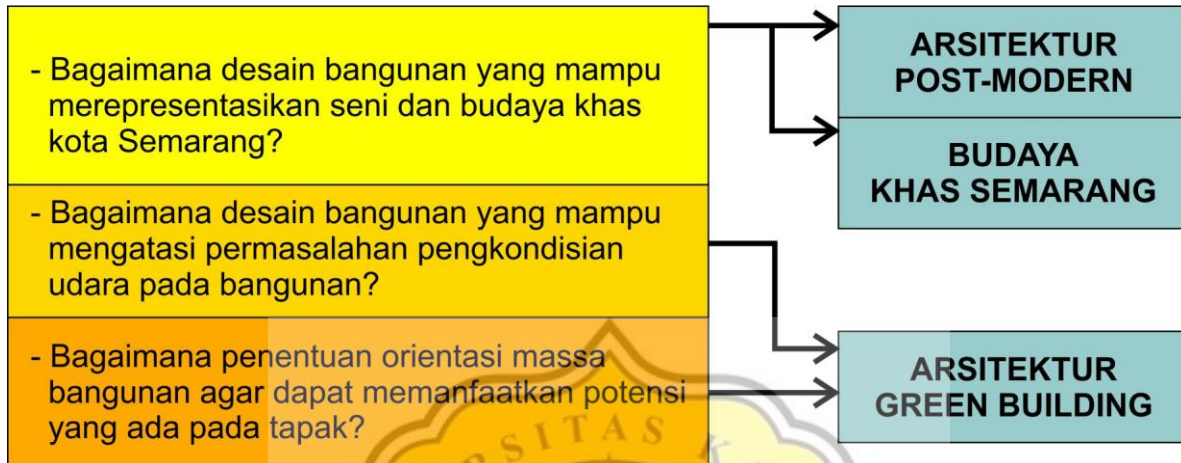 - Bagaimana desain bangunan yang mampu
merepresentasikan seni dan budaya khas
kota Semarang?
- Bagaimana desain bangunan yang mampu
mengatasi permasalahan pengkondisian
udara pada bangunan?
- Bagaimana penentuan orientasi massa
bangunan agar dapat memanfaatkan potensi
yang ada pada tapak?
ARSITEKTUR
POST-MODERN
BUDAYA
KHAS SEMARANG
ARSITEKTUR
GREEN BUILDING
RSITAS K